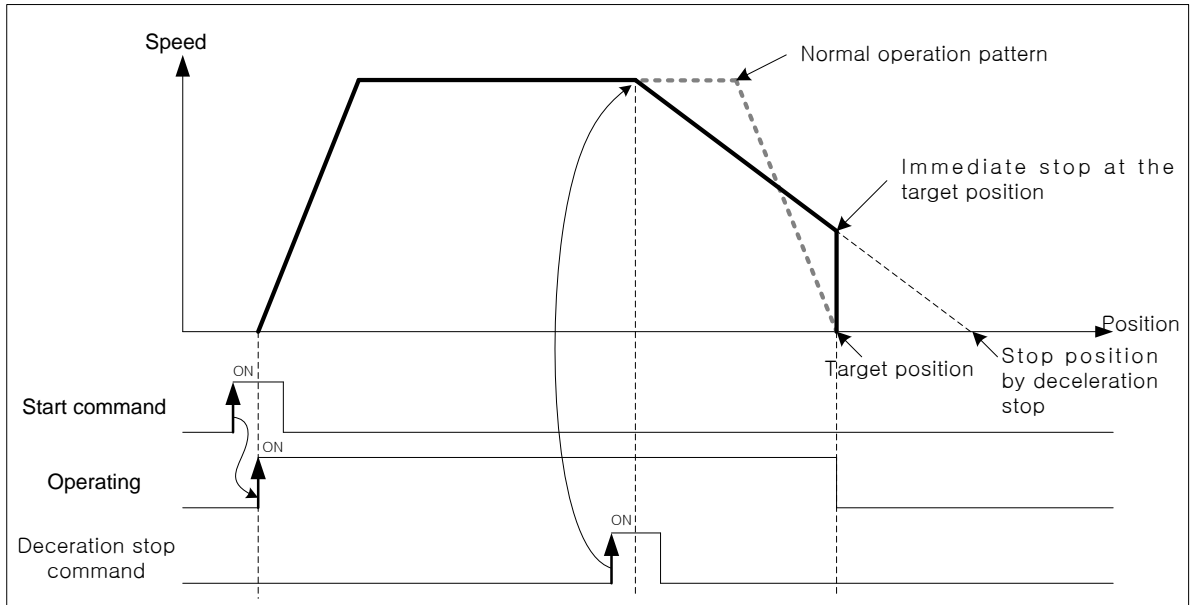 Speed
Normal operation pattern
Immediate stop at the
target position
Position
Target position
Stop position
by deceleration
stop
ON
Start command
ON
Operating
ON
Deceration stop
command